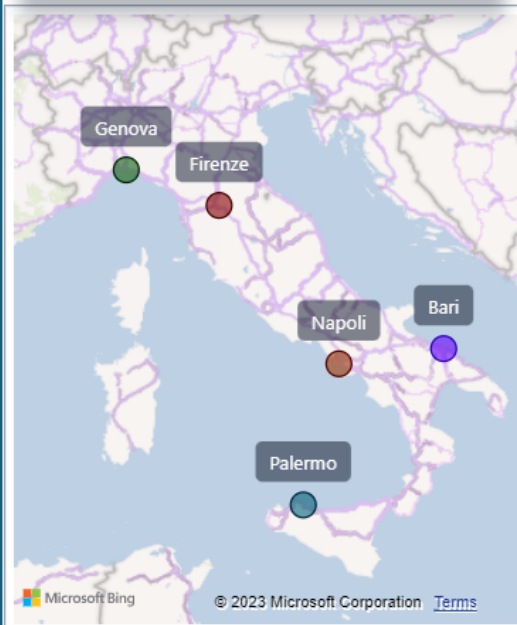 Genova
Firenze
Bari
Napoli
Palermo
Microsoft Bing
© 2023 Microsoft Corporation Terms